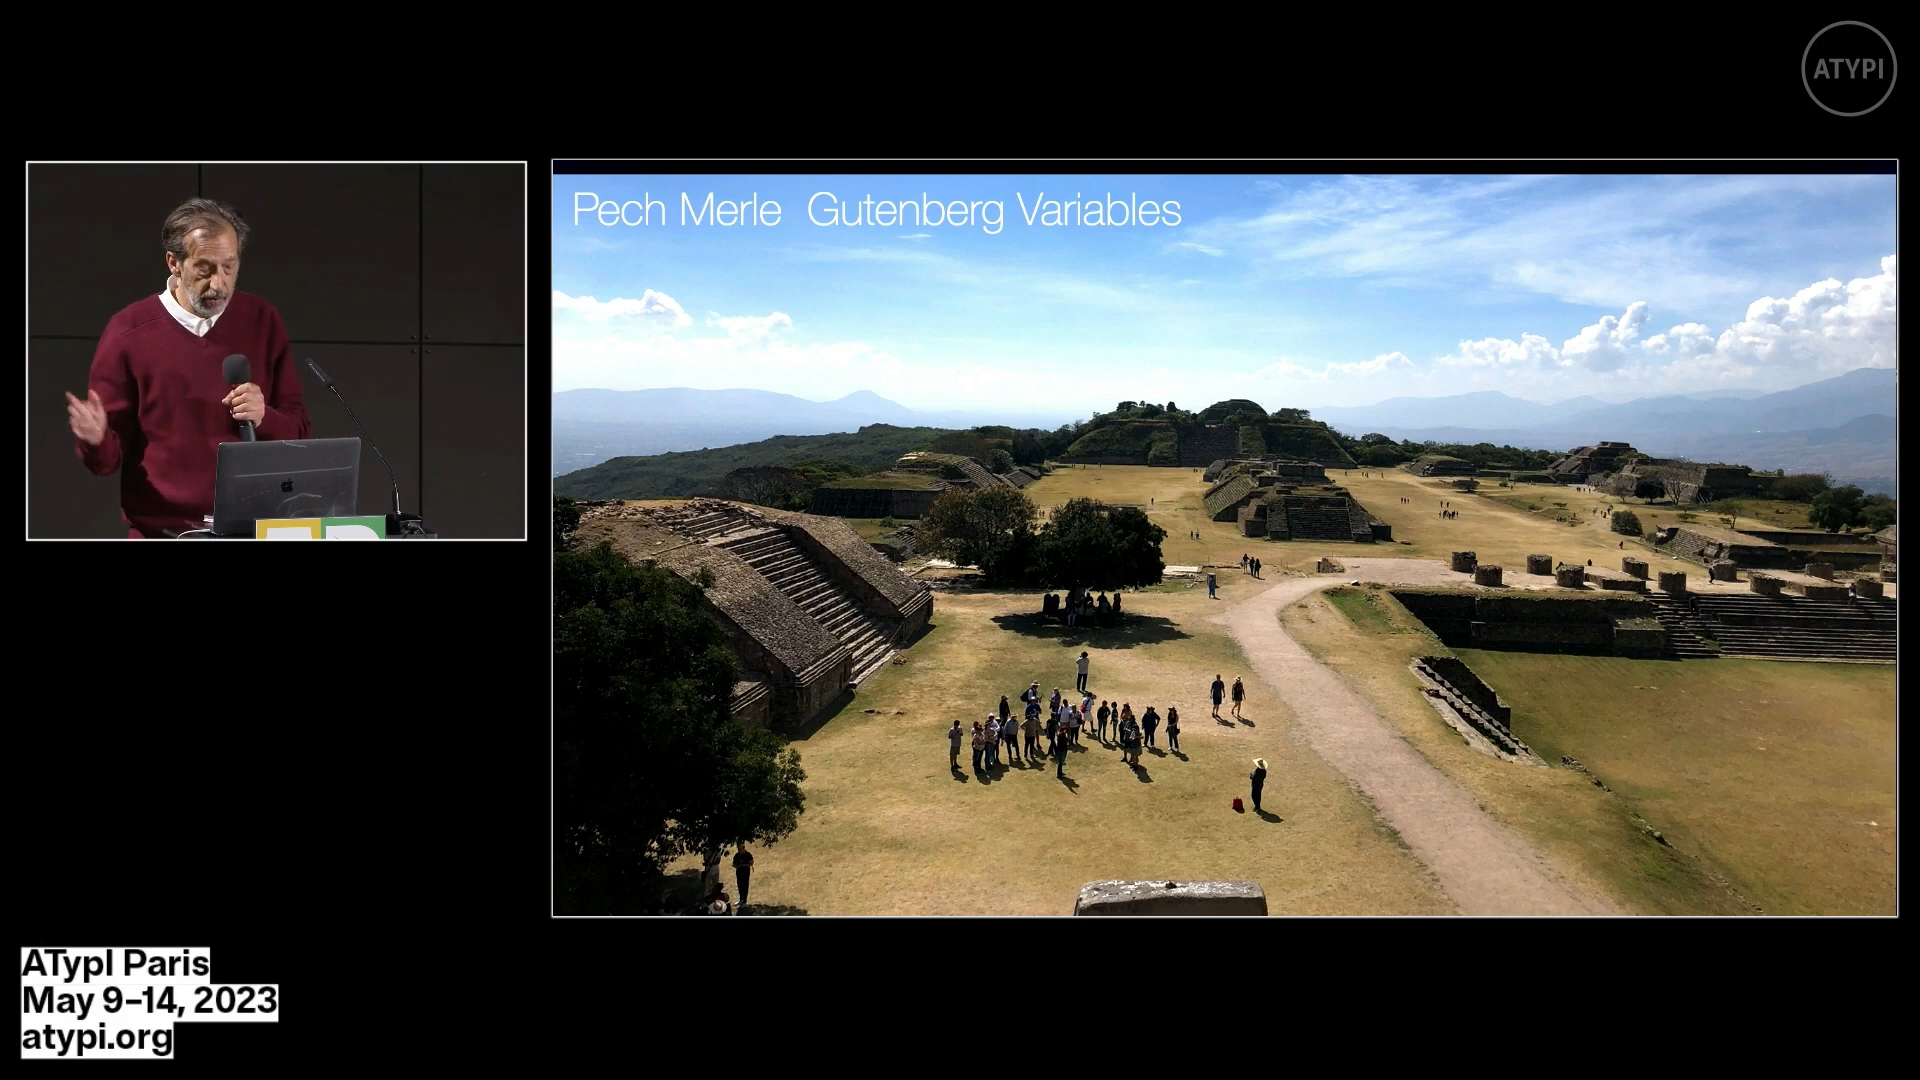 ATYPI
Pech Merle  Gutenberg Variables
ATypI Paris
May 9–14, 2023
atypi.org